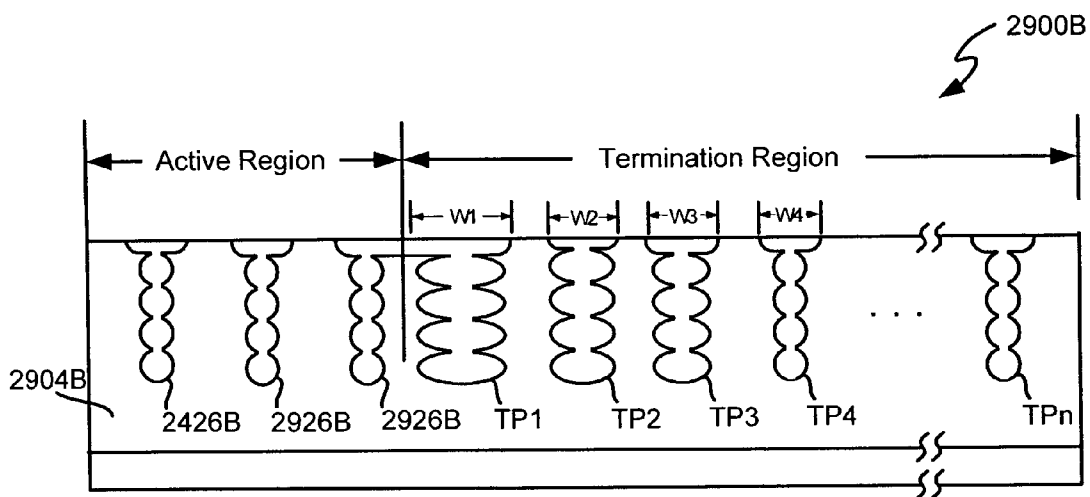 2900B
Active Region
Termination Region
W1
W2
W3
W4
. . .
2904B
2426B
2926B
2926B
TP1
TP2
TP3
TP4
TPn